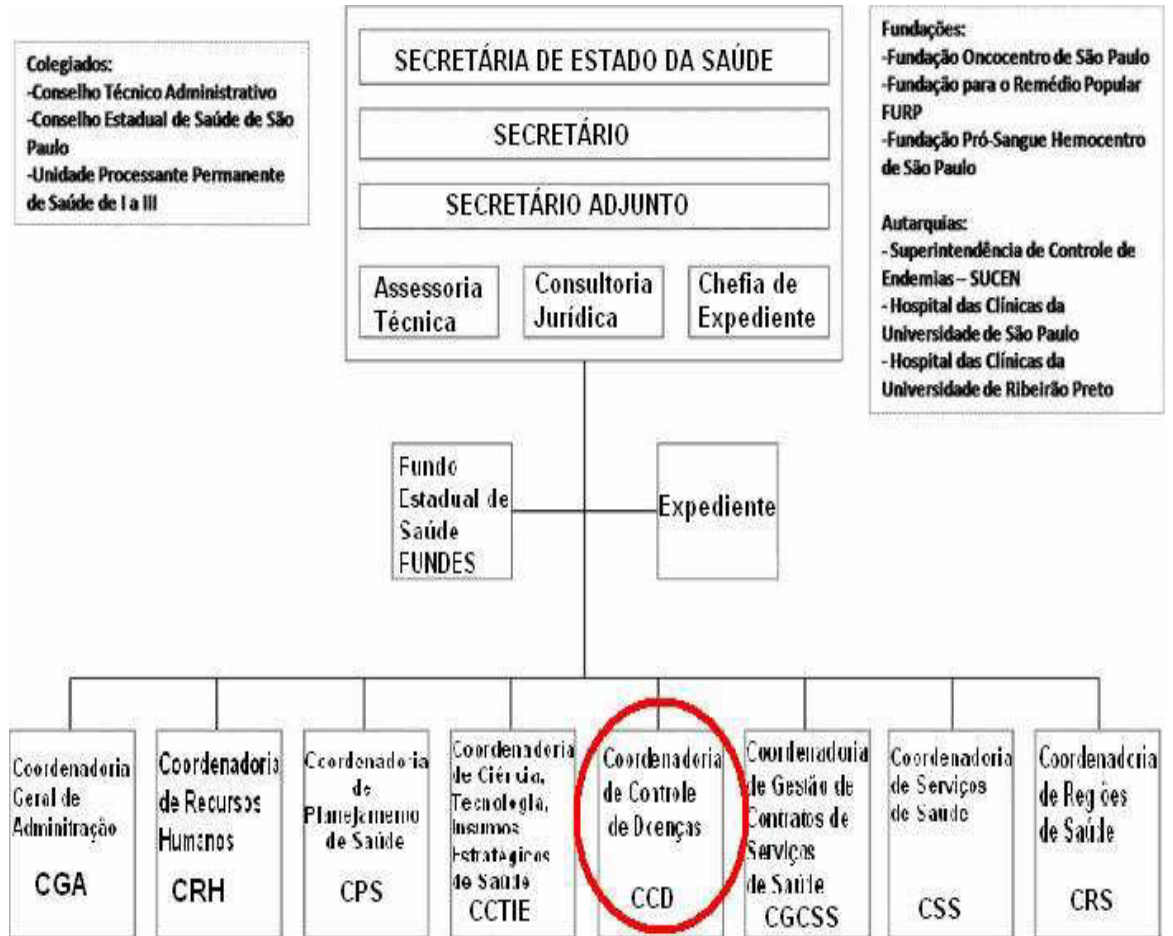 Colegiados:
-Conselho Técnico Administrativo
-Conselho Estadual de Saúde de São
Paulo
-Unidade Processante Permanente
de Saúde de I a III
SECRETÁRIA DE ESTADO DA SAÚDE
SECRETÁRIO
SECRETÁRIO ADJUNTO
Assessoria
Técnica
Consultoria
Jurídica
Chefia de
Expediente
Fundações:
-Fundação Oncocentro de São Paulo
-Fundação para o Remédio Popular
FURP
-Fundação Pró-Sangue Hemocentro
de São Paulo
Autarquias:
- Superintendência de Controle de
Endemias – SUCEN
- Hospital das Clínicas da
Universidade de São Paulo
- Hospital das Clínicas da
Universidade de Ribeirão Preto
Fundo
Estadual de
Saúde
FUNDES
Expediente
Coordenadoria
Geral de
Adminitração
CGA
Coordenadoria
de Recursos
Humanos
CRH
Coordenadoria
de
Planejamento
de Saúde
CPS
Coordenadoria
de Ciência,
Tecnologia,
Insumos
Estratégicos
de Saúde
CCTIE
Coordenadoria
de Controle
de Doenças
CCD
Coordenadoria
de Gestão de
Contratos de
Serviços
de Saúde
CGCSS
Coordenadoria
de Serviços
de Saúde
CSS
Coordenadoria
de Regiões
de Saúde
CRS